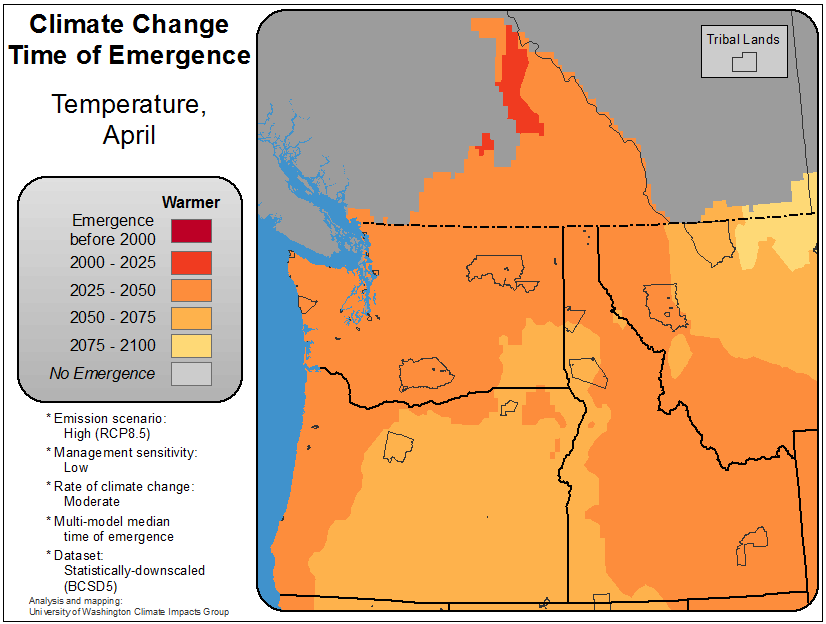 Climate Change
Time of Emergence
Temperature,
April
Warmer
Emergence
before 2000
2000 - 2025
2025 - 2050
2050 - 2075
2075 - 2100
No Emergence
* Emission scenario:
High (RCP8.5)
* Management sensitivity:
Low
* Rate of climate change:
Moderate
* Multi-model median
time of emergence
* Dataset:
Statistically-downscaled
(BCSD5)
Analysis and mapping:
University of Washington Climate Impacts Group
Tribal Lands